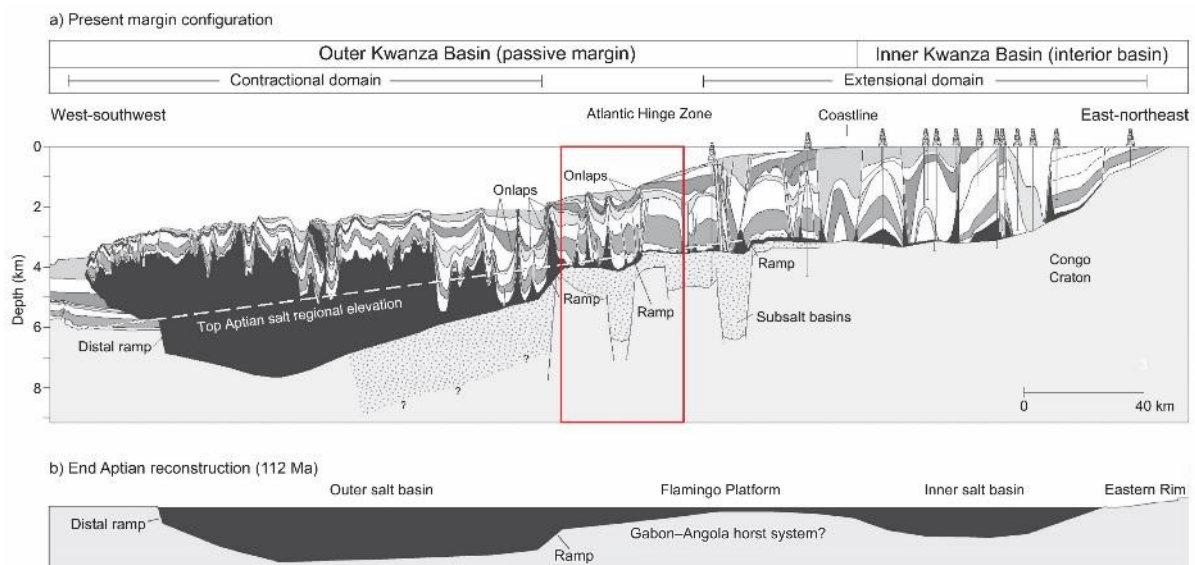 a) Present margin configuration
Outer Kwanza Basin (passive margin)
Inner Kwanza Basin (interior basin)
Contractional domain
Extensional domain
West-southwest
Atlantic Hinge Zone
Coastline
East-northeast
0
Onlaps
Onlaps
2
4
Ramp
Congo
Craton
Depth (km)
Top Aptian salt regional elevation
Ramp
Ramp
Subsalt basins
6
Distal ramp
?
8
?
?
0
40 km
b) End Aptian reconstruction (112 Ma)
Outer salt basin
Flamingo Platform
Inner salt basin
Eastern Rim
Distal ramp
Gabon–Angola horst system?
Ramp